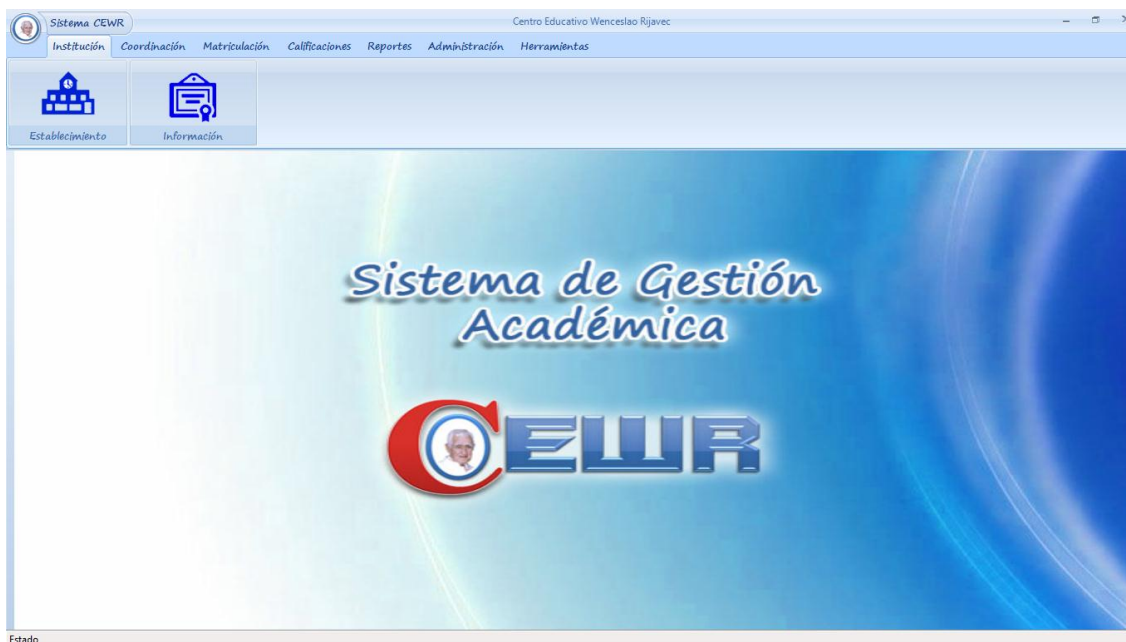 Sistema CEWR
Centro Educativo Wenceslao Rijavec
Institución Coordinación Matriculación Calificaciones Reportes Administración Herramientas
Establecimiento Información
Sistema de Gestión
Académica
CEWR
Estado